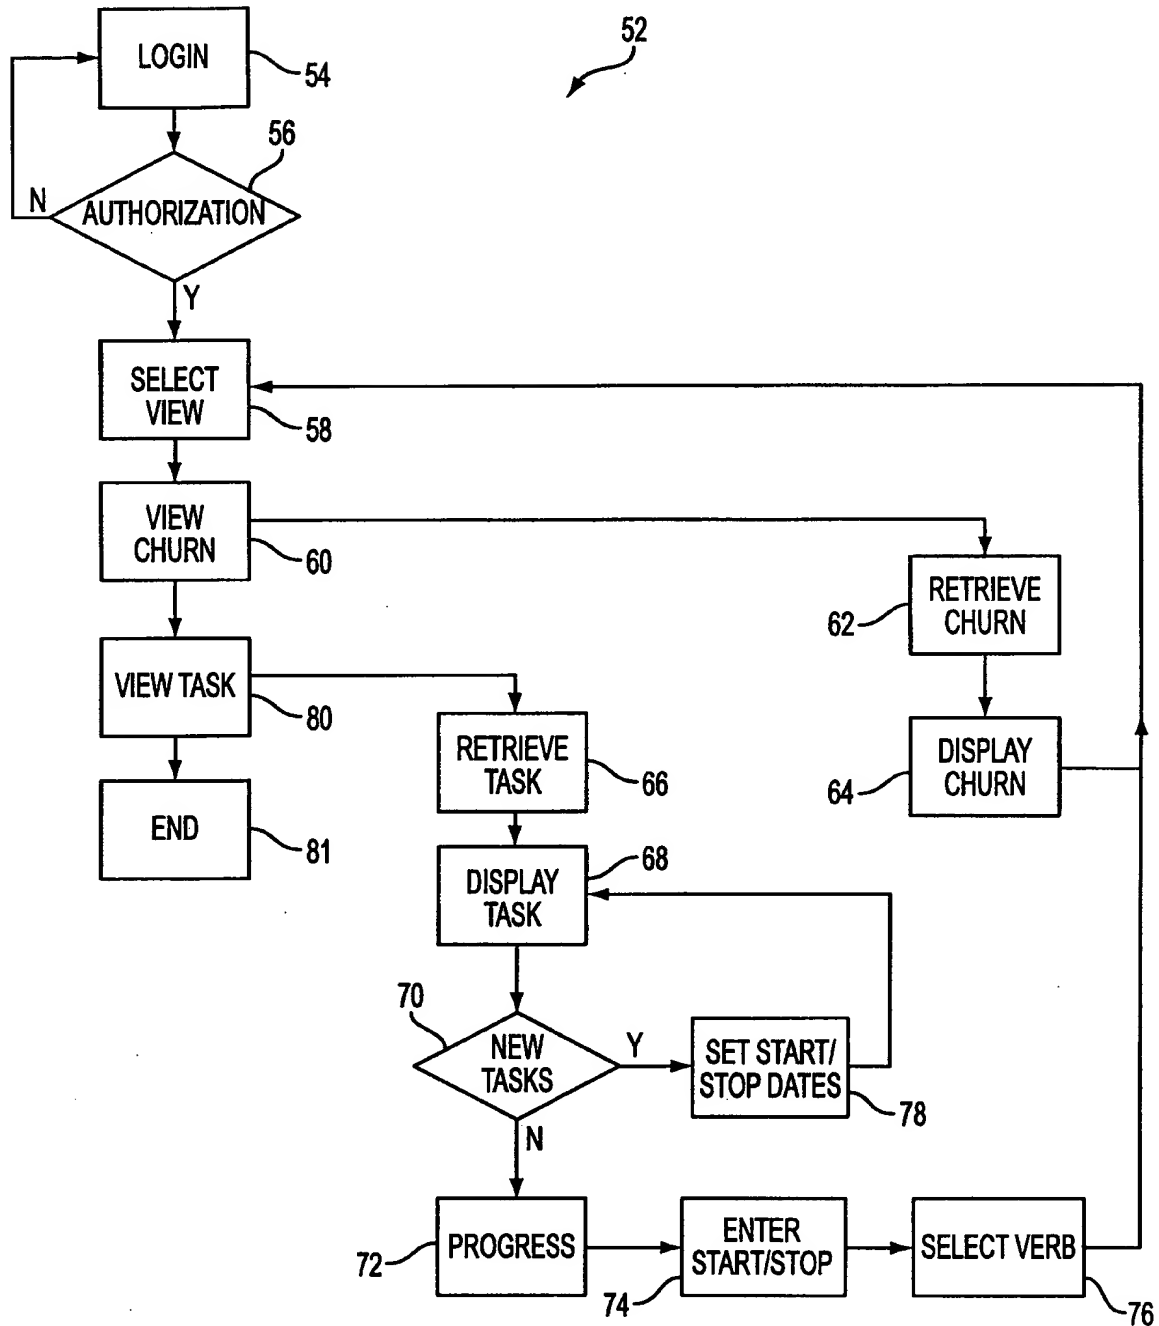 52
LOGIN
54
56
AUTHORIZATION
N
Y
SELECT
VIEW
58
VIEW
CHURN
60
RETRIEVE
CHURN
62
VIEW TASK
80
RETRIEVE
TASK
66
DISPLAY
CHURN
64
END
81
DISPLAY
TASK
68
70
NEW
TASKS
Y
SET START/
STOP DATES
78
N
PROGRESS
72
ENTER
START/STOP
74
SELECT VERB
76